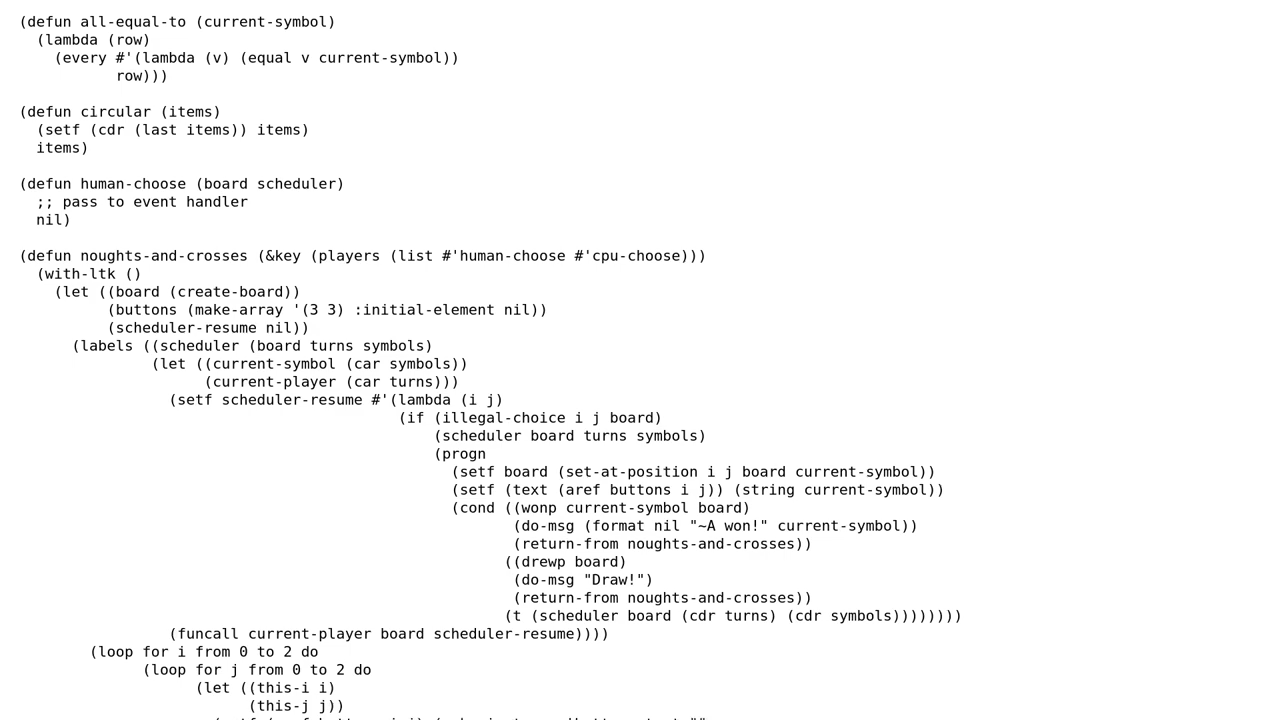 (defun all-equal-to (current-symbol)
  (lambda (row)
    (every #'(lambda (v) (equal v current-symbol))
           row)))

(defun circular (items)
  (setf (cdr (last items)) items)
  items)

(defun human-choose (board scheduler)
  ;; pass to event handler
  nil)

(defun noughts-and-crosses (&key (players (list #'human-choose #'cpu-choose)))
  (with-ltk ()
    (let ((board (create-board))
          (buttons (make-array '(3 3) :initial-element nil))
          (scheduler-resume nil))
      (labels ((scheduler (board turns symbols)
               (let ((current-symbol (car symbols))
                     (current-player (car turns)))
                 (setf scheduler-resume #'(lambda (i j)
                                           (if (illegal-choice i j board)
                                               (scheduler board turns symbols)
                                               (progn
                                                 (setf board (set-at-position i j board current-symbol))
                                                 (setf (text (aref buttons i j)) (string current-symbol))
                                                 (cond ((wonp current-symbol board)
                                                        (do-msg (format nil "~A won!" current-symbol))
                                                        (return-from noughts-and-crosses))
                                                       ((drewp board)
                                                        (do-msg "Draw!")
                                                        (return-from noughts-and-crosses))
                                                       (t (scheduler board (cdr turns) (cdr symbols))))))))
                 (funcall current-player board scheduler-resume))))
        (loop for i from 0 to 2 do
              (loop for j from 0 to 2 do
                    (let ((this-i i)
                          (this-j j))